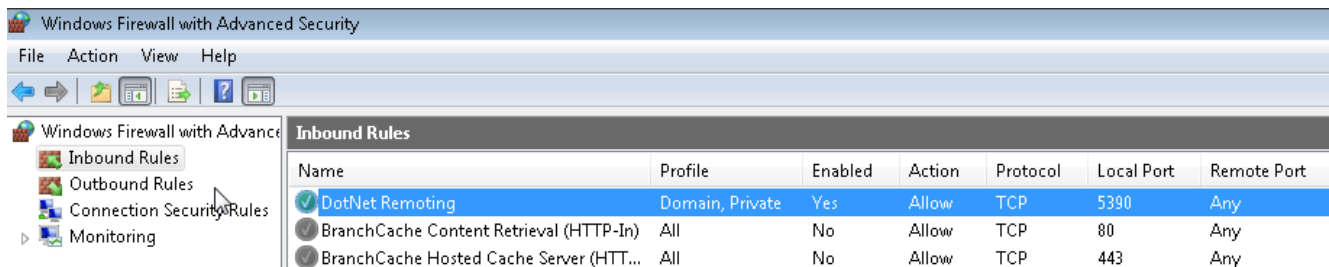 Windows Firewall with Advanced Security
File Action View Help
Windows Firewall with Advance
Inbound Rules
Outbound Rules
Connection Security Rules
Monitoring
Inbound Rules
Name Profile Enabled Action Protocol Local Port Remote Port
DotNet Remoting Domain, Private Yes Allow TCP 5390 Any
BranchCache Content Retrieval (HTTP-In) All No Allow TCP 80 Any
BranchCache Hosted Cache Server (HTT... All No Allow TCP 443 Any